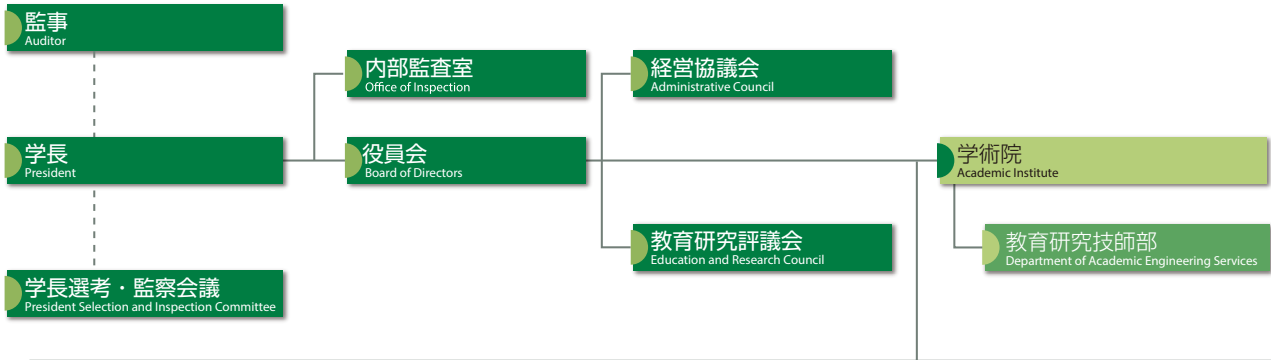 監事
Auditor
内部監査室
Office of Inspection
経営協議会
Administrative Council
学長
President
役員会
Board of Directors
学術院
Academic Institute
教育研究評議会
Education and Research Council
教育研究技師部
Department of Academic Engineering Services
学長選考・監察会議
President Selection and Inspection Committee